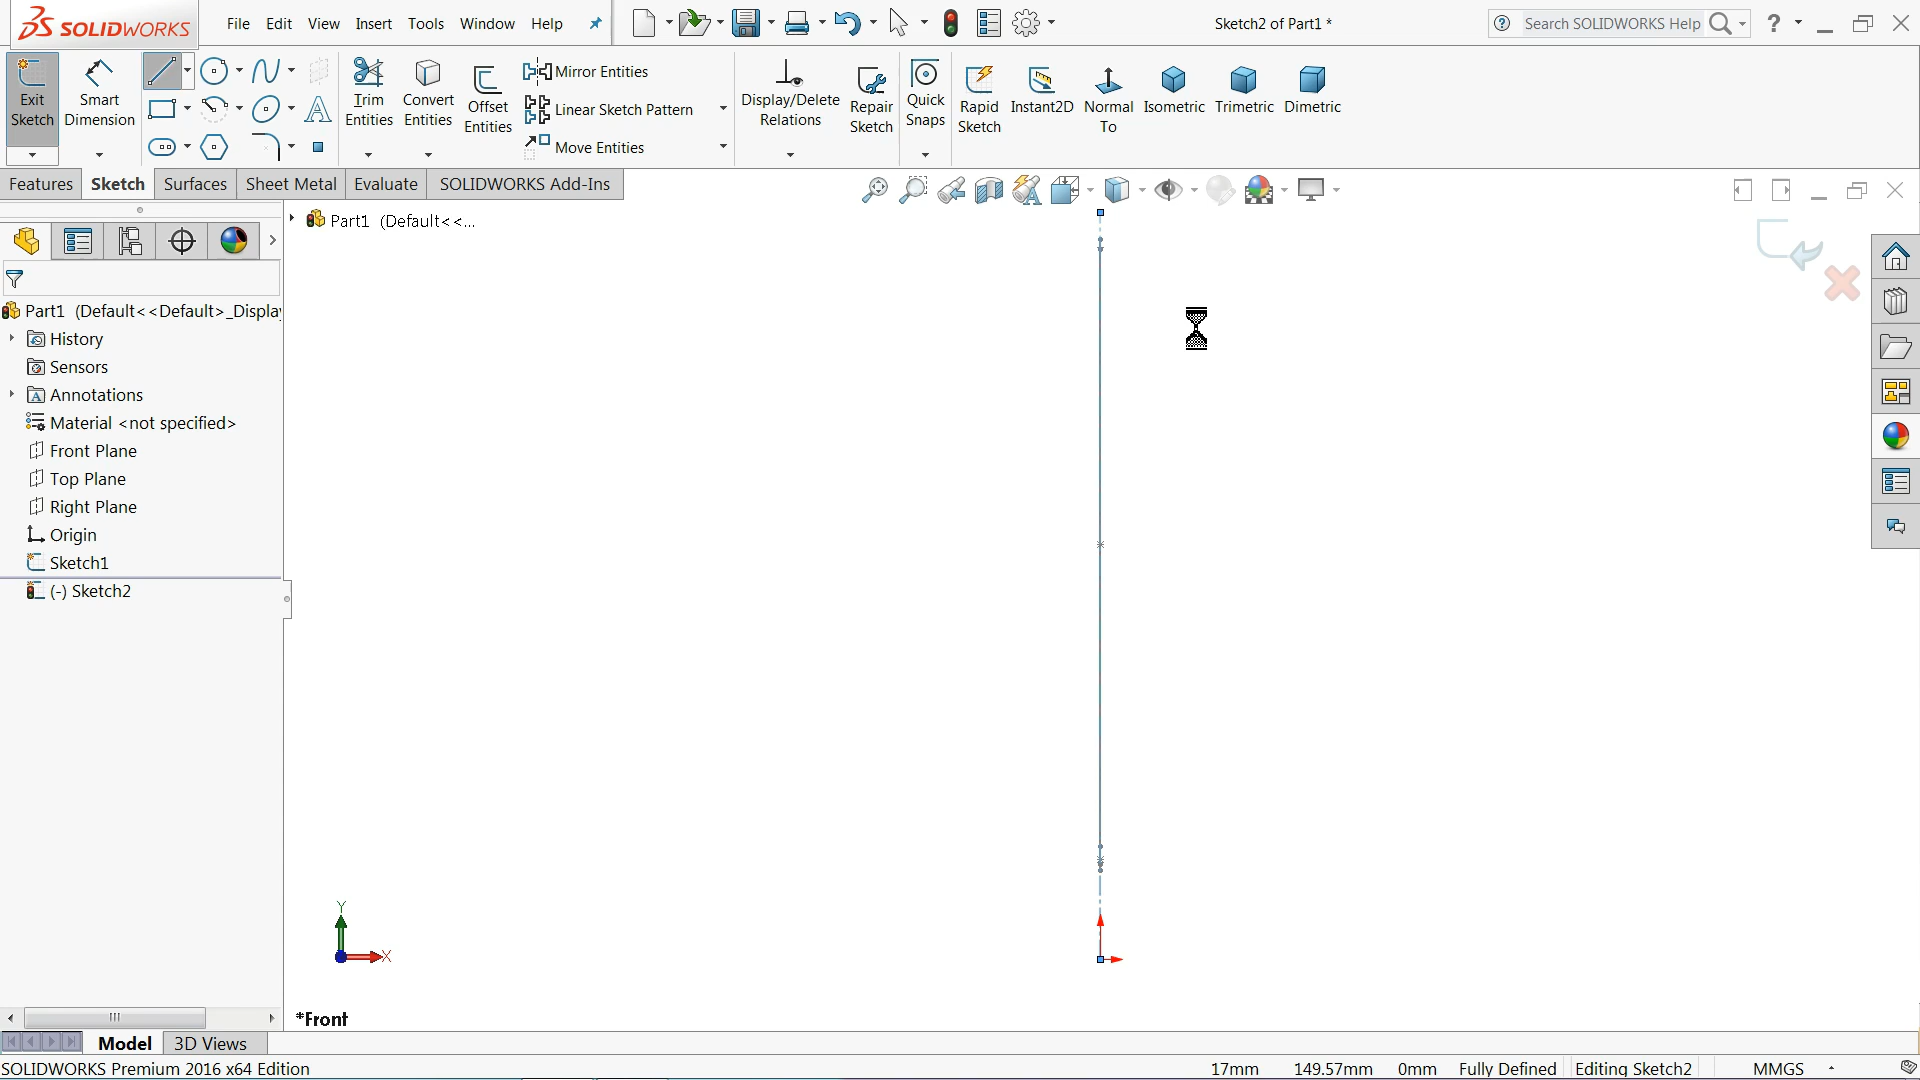 SOLIDWORKS
File Edit View Insert Tools Window Help
Sketch2 of Part1 *
Search SOLIDWORKS Help
Exit Sketch
Smart Dimension
Trim Entities
Convert Entities
Offset Entities
Mirror Entities
Linear Sketch Pattern
Move Entities
Display/Delete Relations
Repair Sketch
Quick Snaps
Rapid Sketch
Instant2D
Normal To
Isometric
Trimetric
Dimetric
Features Sketch Surfaces Sheet Metal Evaluate SOLIDWORKS Add-Ins
Part1 (Default<<...
Part1 (Default<<Default>_Displa
History
Sensors
Annotations
Material <not specified>
Front Plane
Top Plane
Right Plane
Origin
Sketch1
(-) Sketch2
Y
X
*Front
Model 3D Views
SOLIDWORKS Premium 2016 x64 Edition
17mm 149.57mm 0mm Fully Defined Editing Sketch2 MMGS